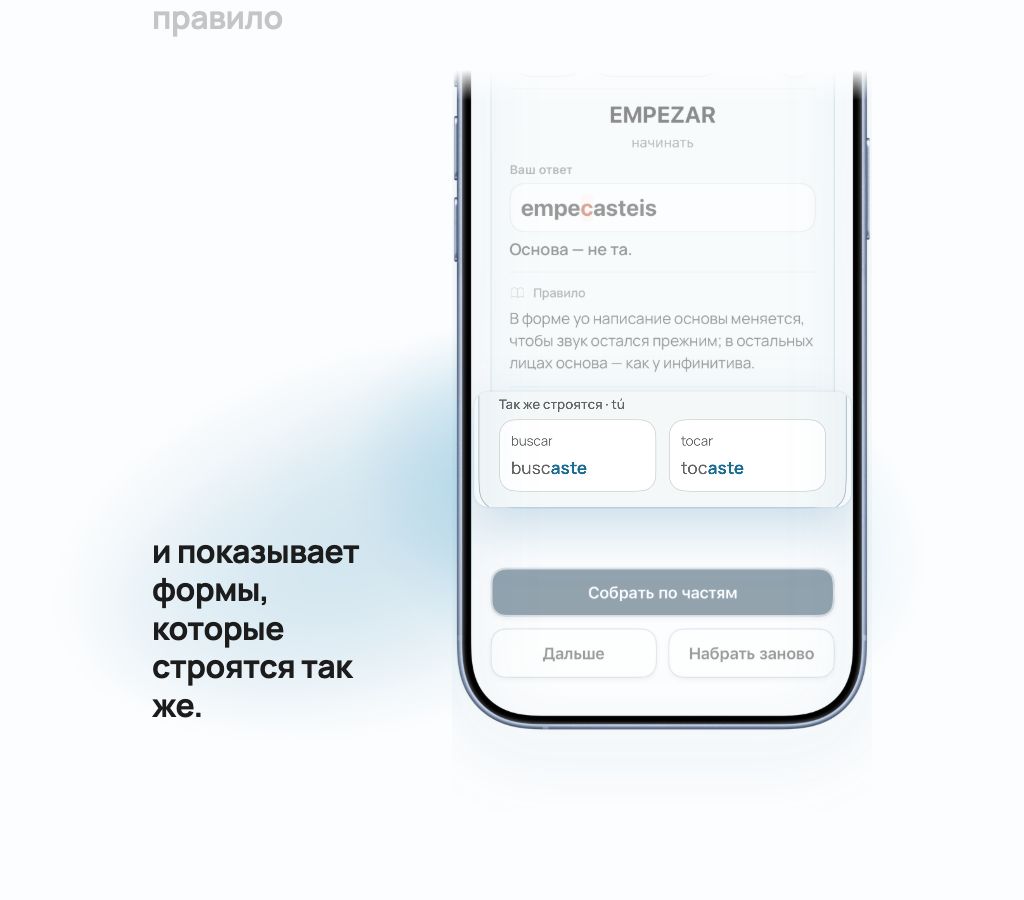 правило
EMPEZAR
начинать
Ваш ответ
empecasteis
Основа — не та.
Правило
В форме yo написание основы меняется,
чтобы звук остался прежним; в остальных
лицах основа — как у инфинитива.
Так же строятся · tú
buscar
buscaste
tocar
tocaste
и показывает
формы,
которые
строятся так
же.
Собрать по частям
Дальше
Набрать заново